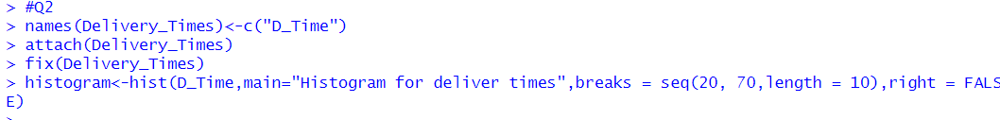 > #Q2
> names(Delivery_Times)<-c("D_Time")
> attach(Delivery_Times)
> fix(Delivery_Times)
> histogram<-hist(D_Time,main="Histogram for deliver times",breaks = seq(20, 70,length = 10),right = FALS
E)
>